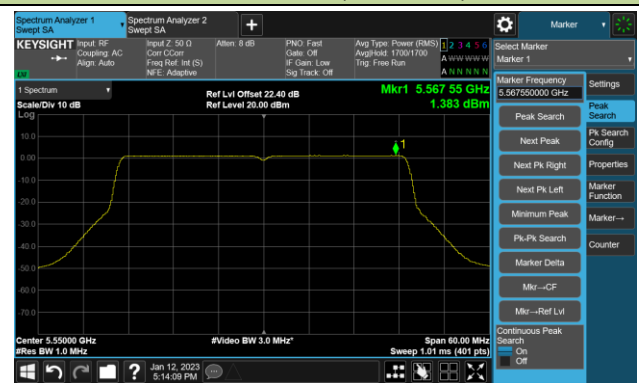 Spectrum Analyzer 1
Swept SA
Spectrum Analyzer 2
Swept SA
Marker
KEYSIGHT
Input: RF
Coupling: AC
Align: Auto
Input Z: 50 Ω
Corr CCorr
Freq Ref: Int (S)
NFE: Adaptive
Atten: 8 dB
PNO: Fast
Gate: Off
IF Gain: Low
Sig Track: Off
Avg Type: Power (RMS)
Avg|Hold: 1700/1700
Trig: Free Run
1 2 3 4 5 6
A W W W W W
A N N N N N
Select Marker
Marker 1
1 Spectrum
Scale/Div 10 dB
Log
Ref Lvl Offset 22.40 dB
Ref Level 20.00 dBm
Mkr1 5.567 55 GHz
1.383 dBm
10.0
0.00
-10.0
-20.0
-30.0
-40.0
-50.0
-60.0
-70.0
1
Center 5.55000 GHz
#Res BW 1.0 MHz
#Video BW 3.0 MHz*
Span 60.00 MHz
Sweep 1.01 ms (401 pts)
Marker Frequency
5.567550000 GHz
Peak Search
Next Peak
Next Pk Right
Next Pk Left
Minimum Peak
Pk-Pk Search
Marker Delta
Mkr→CF
Mkr→Ref Lvl
Continuous Peak
Search
On
Off
Settings
Peak
Search
Pk Search
Config
Properties
Marker
Function
Marker→
Counter
Jan 12, 2023
5:14:09 PM